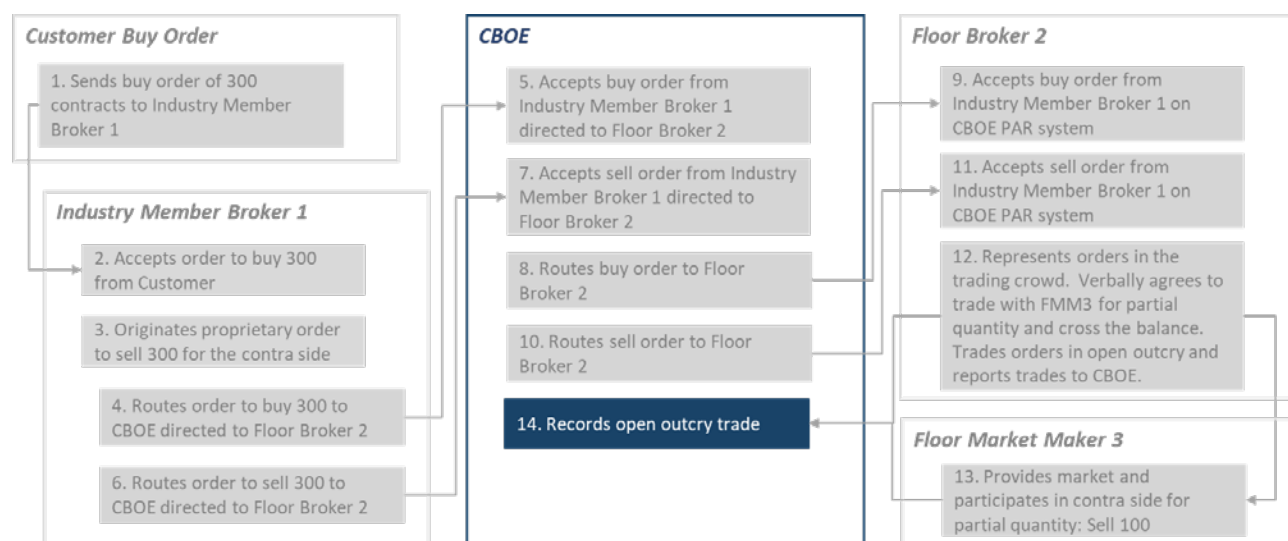 Customer Buy Order
1. Sends buy order of 300
contracts to Industry Member
Broker 1
Industry Member Broker 1
2. Accepts order to buy 300
from Customer
3. Originates proprietary order
to sell 300 for the contra side
4. Routes order to buy 300 to
CBOE directed to Floor Broker 2
6. Routes order to sell 300 to
CBOE directed to Floor Broker 2
CBOE
5. Accepts buy order from
Industry Member Broker 1
directed to Floor Broker 2
7. Accepts sell order from Industry
Member Broker 1 directed to
Floor Broker 2
8. Routes buy order to Floor
Broker 2
10. Routes sell order to Floor
Broker 2
14. Records open outcry trade
Floor Broker 2
9. Accepts buy order from
Industry Member Broker 1 on
CBOE PAR system
11. Accepts sell order from
Industry Member Broker 1 on
CBOE PAR system
12. Represents orders in the
trading crowd. Verbally agrees to
trade with FMM3 for partial
quantity and cross the balance.
Trades orders in open outcry and
reports trades to CBOE.
Floor Market Maker 3
13. Provides market and
participates in contra side for
partial quantity: Sell 100